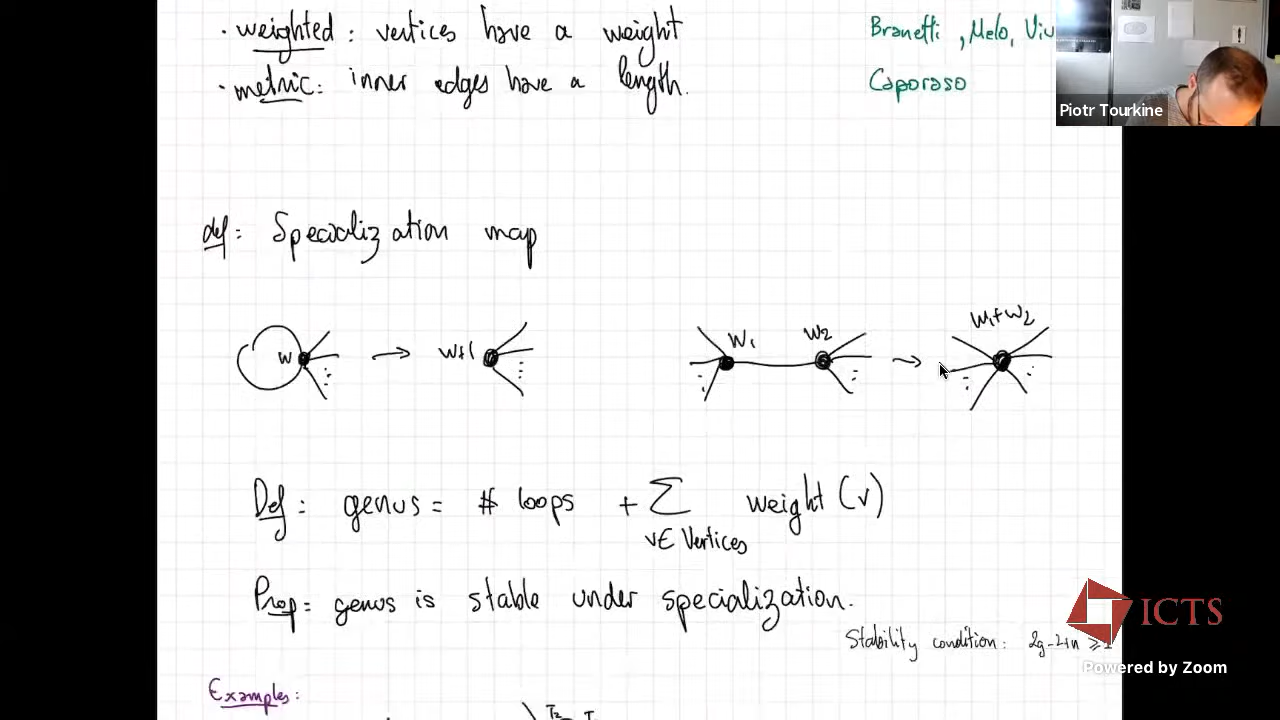 · weighted : vertices have a weight
Branetti , Melo, Viv
· metric : inner edges have a length.
Caporaso
Piotr Tourkine
def : Specialization map
w → w+1
w₁ w₂ → w₁+w₂
Def : genus = # loops + ∑ weight (v)
v∈ Vertices
Prop = genus is stable under specialization.
Stability condition : 2g-2+n ≥
ICTS
Powered by Zoom
Examples :
T₂